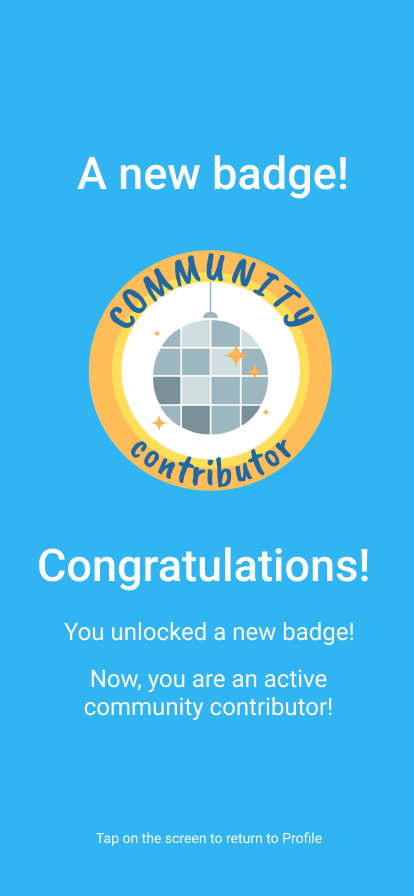 A new badge!
COMMUNITY
contributor
Congratulations!
You unlocked a new badge!
Now, you are an active
community contributor!
Tap on the screen to return to Profile